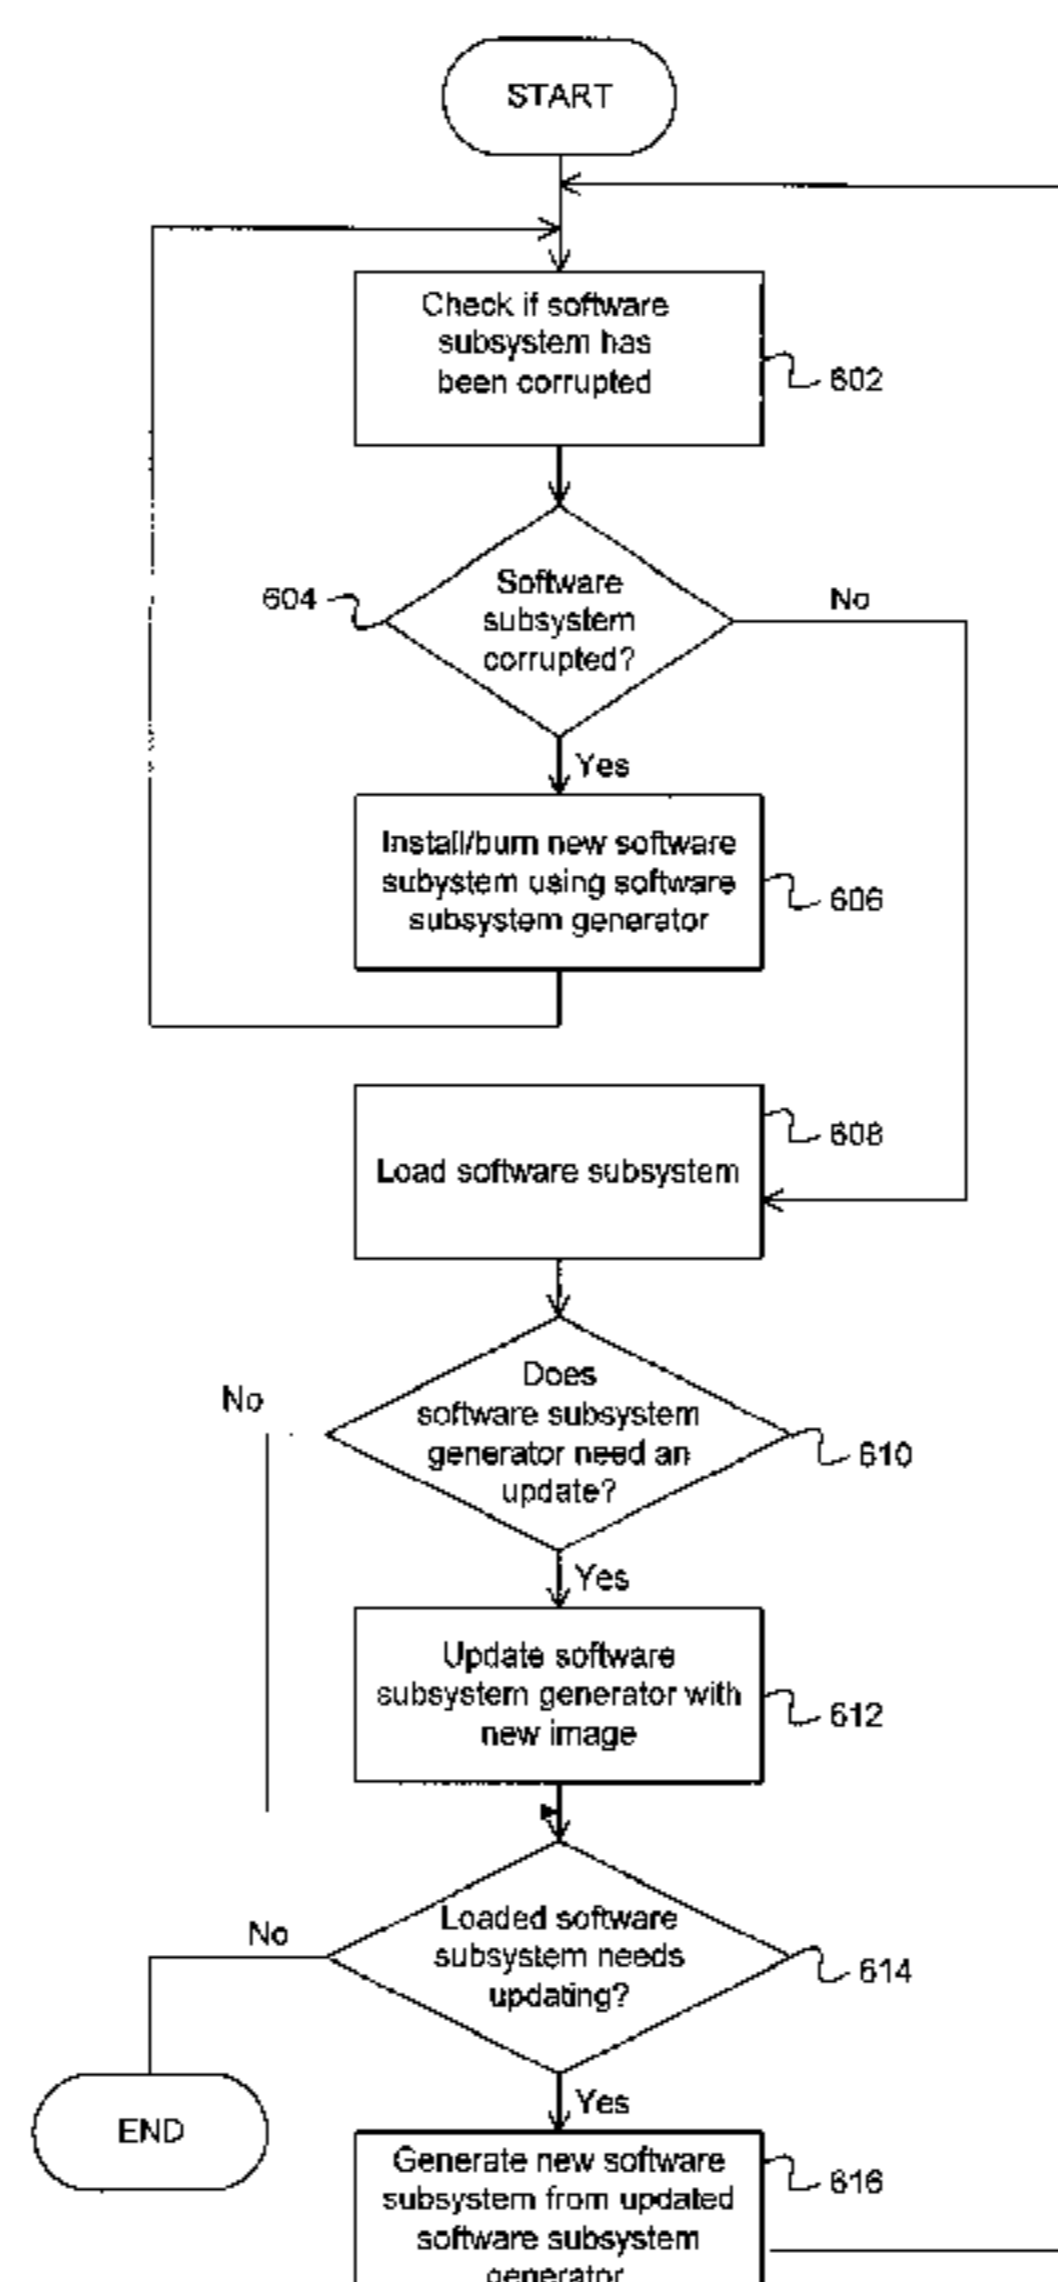 START
Check if software
subsystem has
been corrupted
602
604
Software
subsystem
corrupted?
No
Yes
Install/burn new software
subystem using software
subsystem generator
606
608
Load software subsystem
Does
software subsystem
generator need an
update?
No
610
Yes
Update software
subsystem generator with
new image
612
Loaded software
subsystem needs
updating?
No
614
Yes
END
Generate new software
subsystem from updated
software subsystem
generator
616